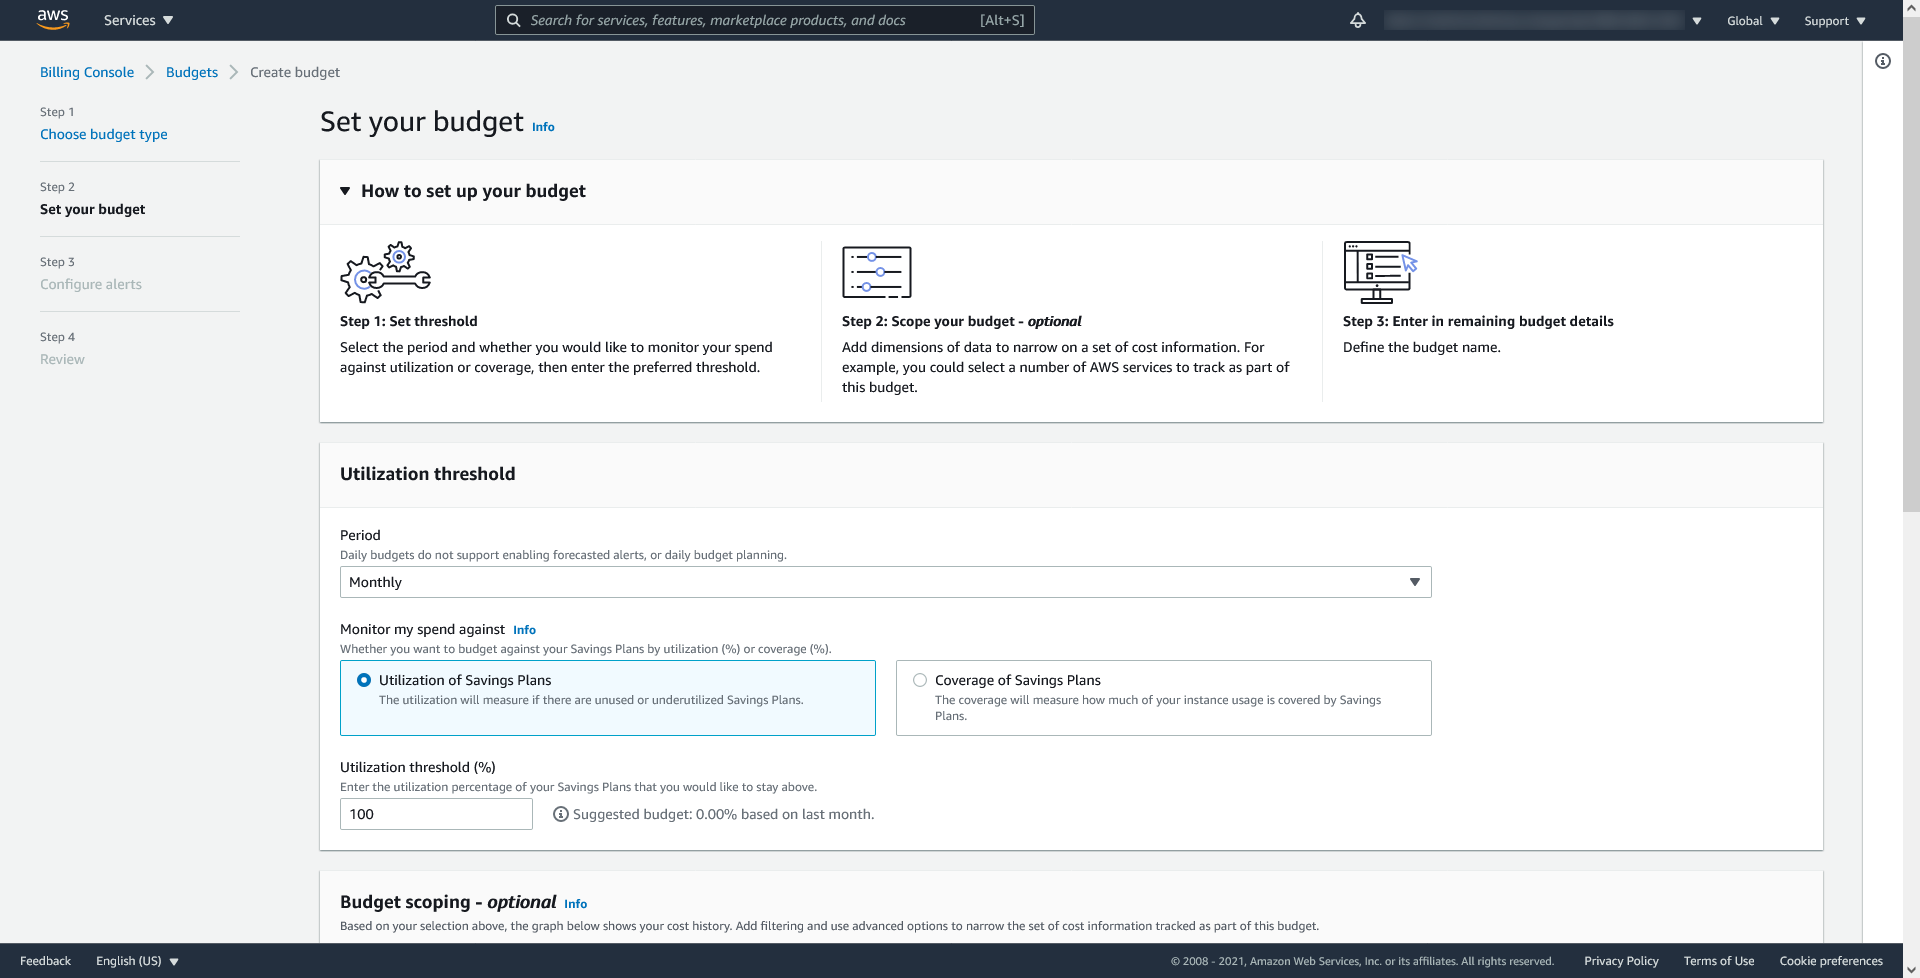 aws
Services
Search for services, features, marketplace products, and docs
[Alt+S]
Global
Support
Billing Console
Budgets
Create budget
Step 1
Choose budget type
Step 2
Set your budget
Step 3
Configure alerts
Step 4
Review
Set your budget Info
How to set up your budget
Step 1: Set threshold
Select the period and whether you would like to monitor your spend
against utilization or coverage, then enter the preferred threshold.
Step 2: Scope your budget - optional
Add dimensions of data to narrow on a set of cost information. For
example, you could select a number of AWS services to track as part of
this budget.
Step 3: Enter in remaining budget details
Define the budget name.
Utilization threshold
Period
Daily budgets do not support enabling forecasted alerts, or daily budget planning.
Monthly
Monitor my spend against Info
Whether you want to budget against your Savings Plans by utilization (%) or coverage (%).
Utilization of Savings Plans
The utilization will measure if there are unused or underutilized Savings Plans.
Coverage of Savings Plans
The coverage will measure how much of your instance usage is covered by Savings
Plans.
Utilization threshold (%)
Enter the utilization percentage of your Savings Plans that you would like to stay above.
100
Suggested budget: 0.00% based on last month.
Budget scoping - optional Info
Based on your selection above, the graph below shows your cost history. Add filtering and use advanced options to narrow the set of cost information tracked as part of this budget.
Feedback
English (US)
© 2008 - 2021, Amazon Web Services, Inc. or its affiliates. All rights reserved.
Privacy Policy
Terms of Use
Cookie preferences